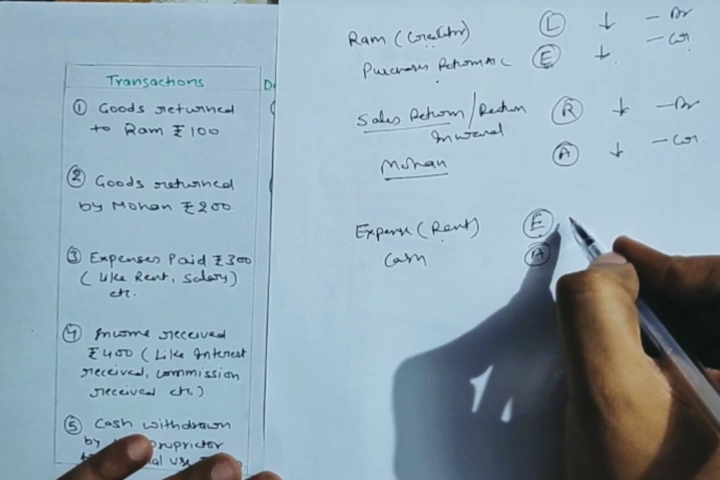 Transactions
① Goods returned
to Ram ₹100
② Goods returned
by Mohan ₹200
③ Expenses Paid ₹300
(Like Rent, Salary)
etc.
④ Income received
₹400 (Like Interest
received, commission
received etc)
⑤ Cash withdrawn
by proprietor
Ram (Creditor) Ⓛ ↓ - Dr
Purchases Return A/c Ⓔ ↓ - Cr.
Sales Return / Return Ⓡ ↓ - Dr
Inward
Mohan Ⓐ ↓ - Cr.
Expense (Rent) Ⓔ
Cash Ⓐ